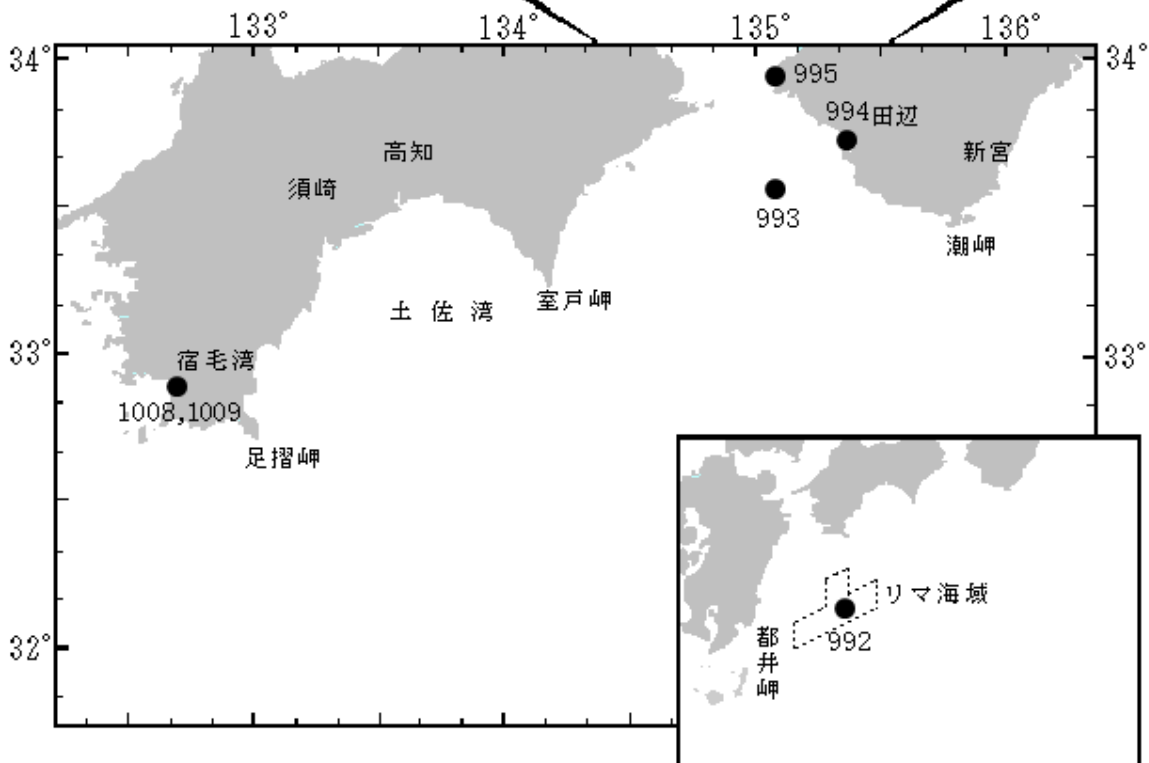 133°
134°
135°
136°
34°
34°
995
994田辺
高知
新宮
須崎
993
潮岬
室戸岬
土佐湾
33°
33°
宿毛湾
1008,1009
足摺岬
リマ海域
992
都井岬
32°